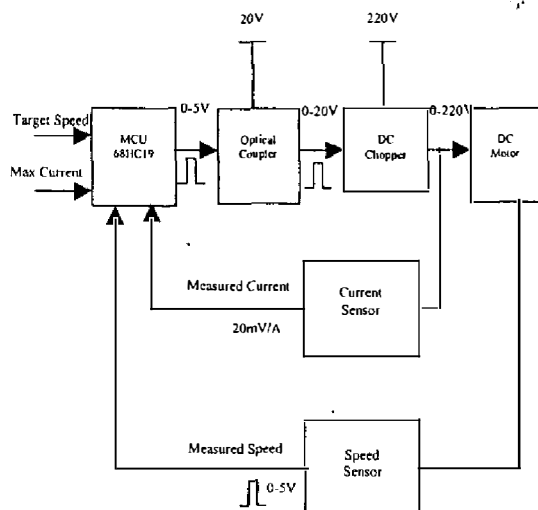 20V
220V
0-5V
0-20V
0-220V
Target Speed
Max Current
MCU
68HC19
Optical
Coupler
DC
Chopper
DC
Motor
Measured Current
20mV/A
Current
Sensor
Measured Speed
0-5V
Speed
Sensor